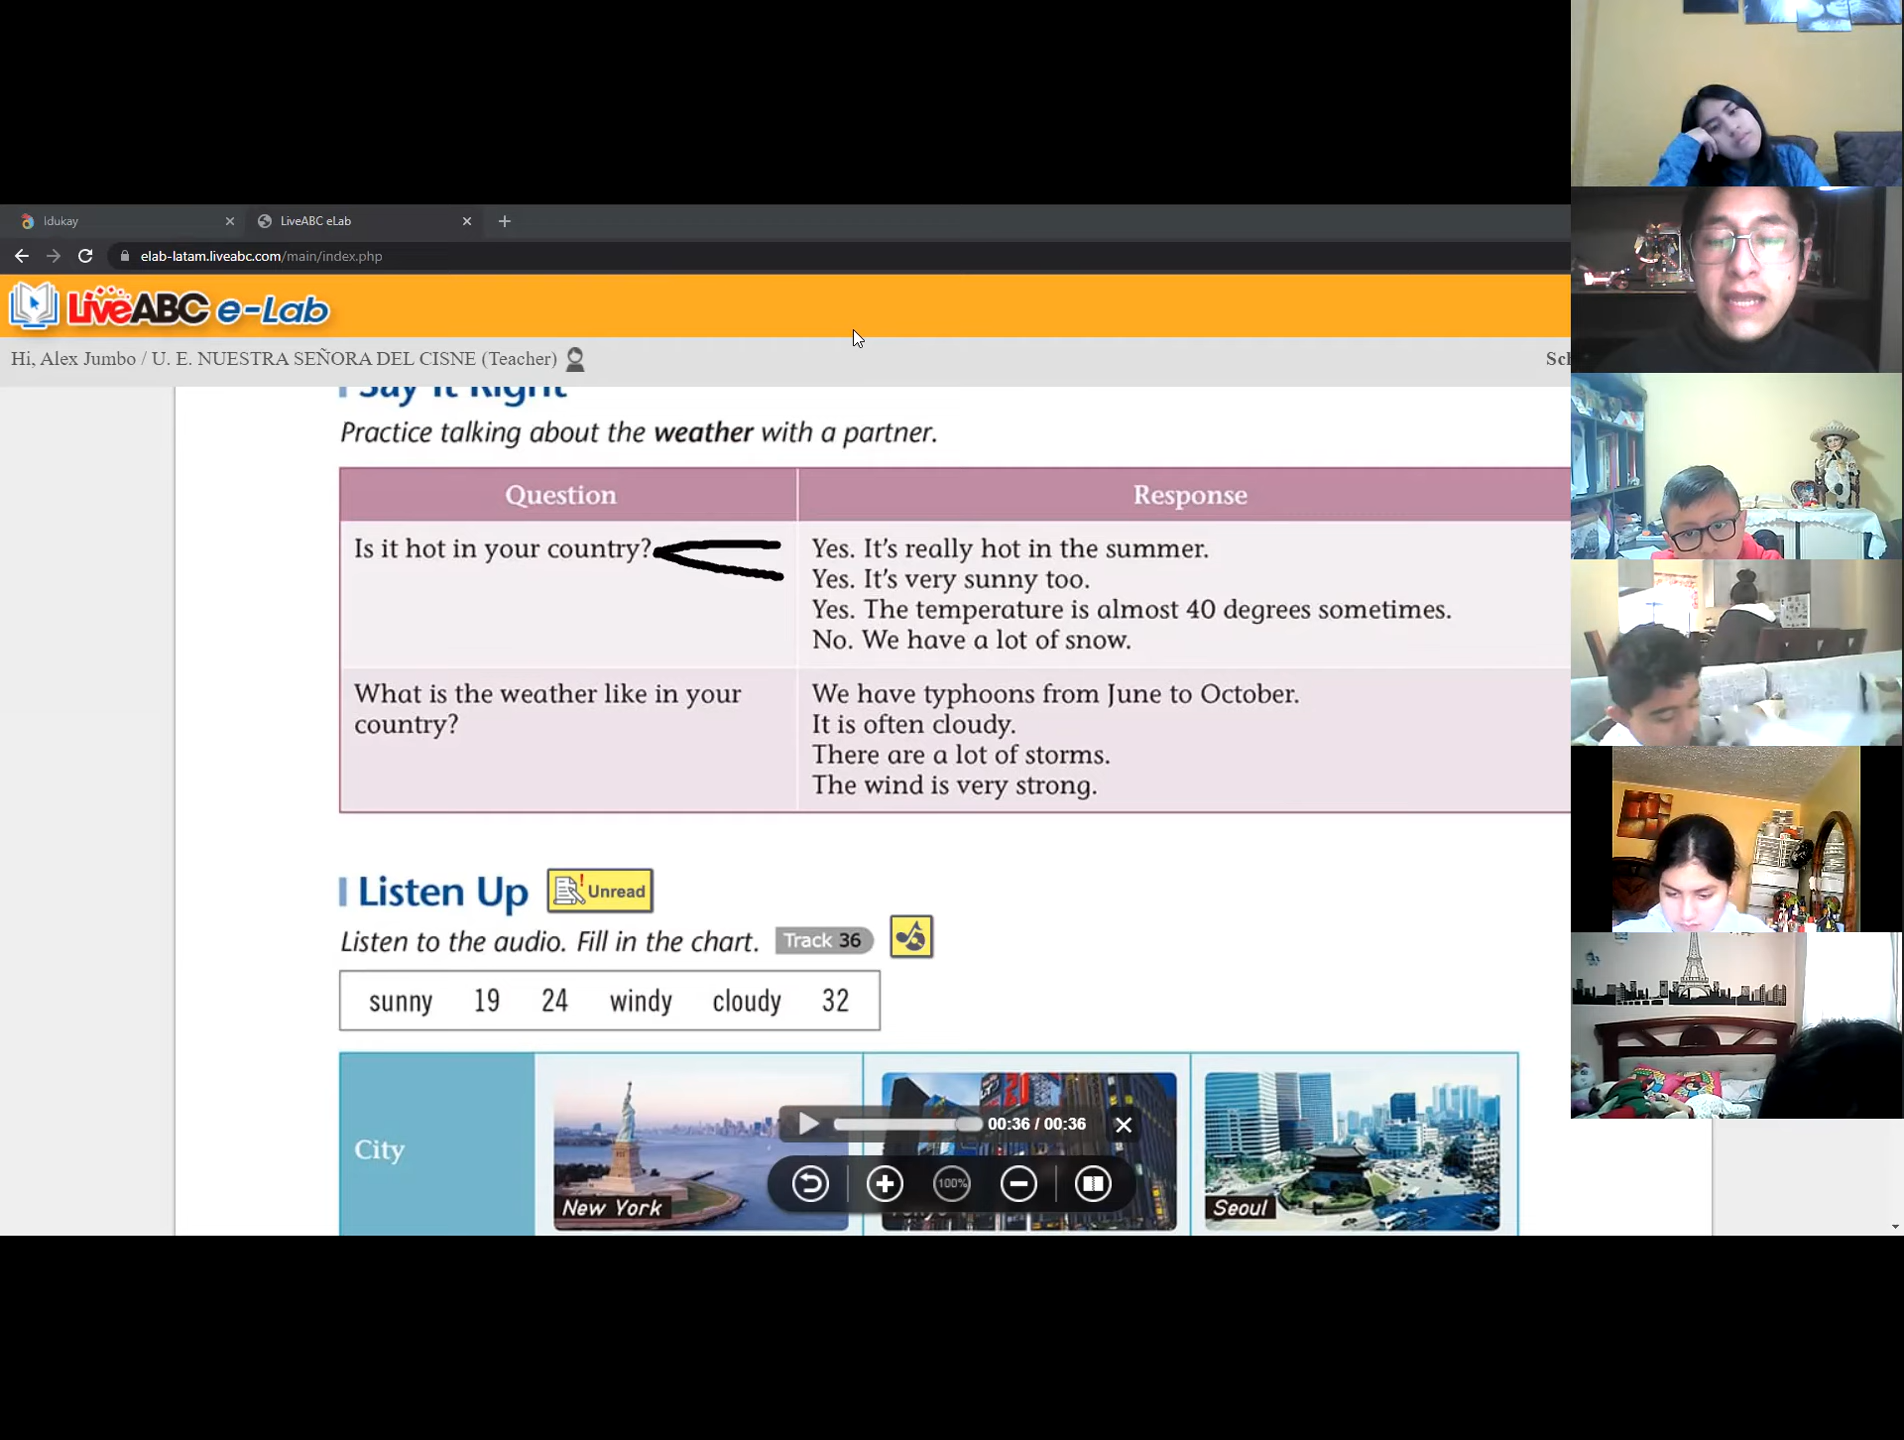 Idukay
LiveABC eLab
elab-latam.liveabc.com/main/index.php
LiveABC e-Lab
Hi, Alex Jumbo / U. E. NUESTRA SEÑORA DEL CISNE (Teacher)
Say It Right
Practice talking about the weather with a partner.
Question
Response
Is it hot in your country?
Yes. It's really hot in the summer.
Yes. It's very sunny too.
Yes. The temperature is almost 40 degrees sometimes.
No. We have a lot of snow.
What is the weather like in your
country?
We have typhoons from June to October.
It is often cloudy.
There are a lot of storms.
The wind is very strong.
Listen Up
Unread
Listen to the audio. Fill in the chart.
Track 36
sunny 19 24 windy cloudy 32
City
New York
Seoul
00:36 / 00:36
100%